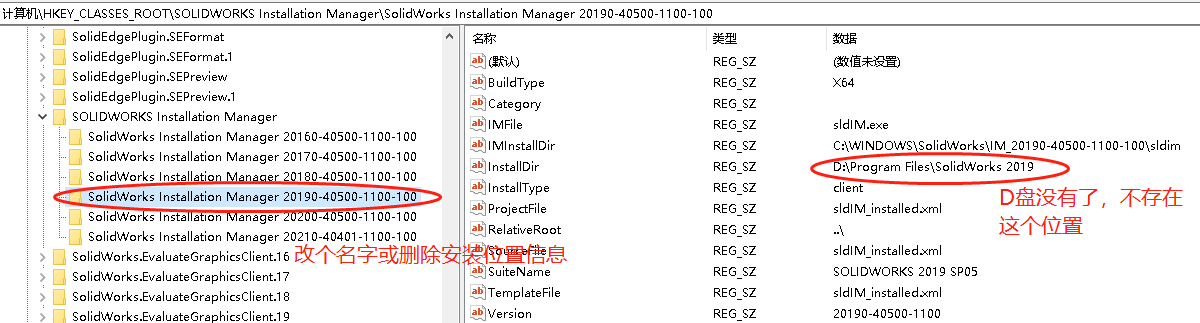 计算机\HKEY_CLASSES_ROOT\SOLIDWORKS Installation Manager\SolidWorks Installation Manager 20190-40500-1100-100
SolidEdgePlugin.SEFormat
SolidEdgePlugin.SEFormat.1
SolidEdgePlugin.SEPreview
SolidEdgePlugin.SEPreview.1
SOLIDWORKS Installation Manager
SolidWorks Installation Manager 20160-40500-1100-100
SolidWorks Installation Manager 20170-40500-1100-100
SolidWorks Installation Manager 20180-40500-1100-100
SolidWorks Installation Manager 20190-40500-1100-100
SolidWorks Installation Manager 20200-40500-1100-100
SolidWorks Installation Manager 20210-40401-1100-100
SolidWorks.EvaluateGraphicsClient.16
SolidWorks.EvaluateGraphicsClient.17
SolidWorks.EvaluateGraphicsClient.18
SolidWorks.EvaluateGraphicsClient.19
改个名字或删除安装位置信息
名称 类型 数据
(默认) REG_SZ (数值未设置)
BuildType REG_SZ X64
Category REG_SZ
IMFile REG_SZ sldIM.exe
IMInstallDir REG_SZ C:\WINDOWS\SolidWorks\IM_20190-40500-1100-100\sldim
InstallDir REG_SZ D:\Program Files\SolidWorks 2019
InstallType REG_SZ client
ProjectFile REG_SZ sldIM_installed.xml
RelativeRoot REG_SZ ..\
SourceFile REG_SZ sldIM_installed.xml
SuiteName REG_SZ SOLIDWORKS 2019 SP05
TemplateFile REG_SZ sldIM_installed.xml
Version REG_SZ 20190-40500-1100
D盘没有了，不存在
这个位置